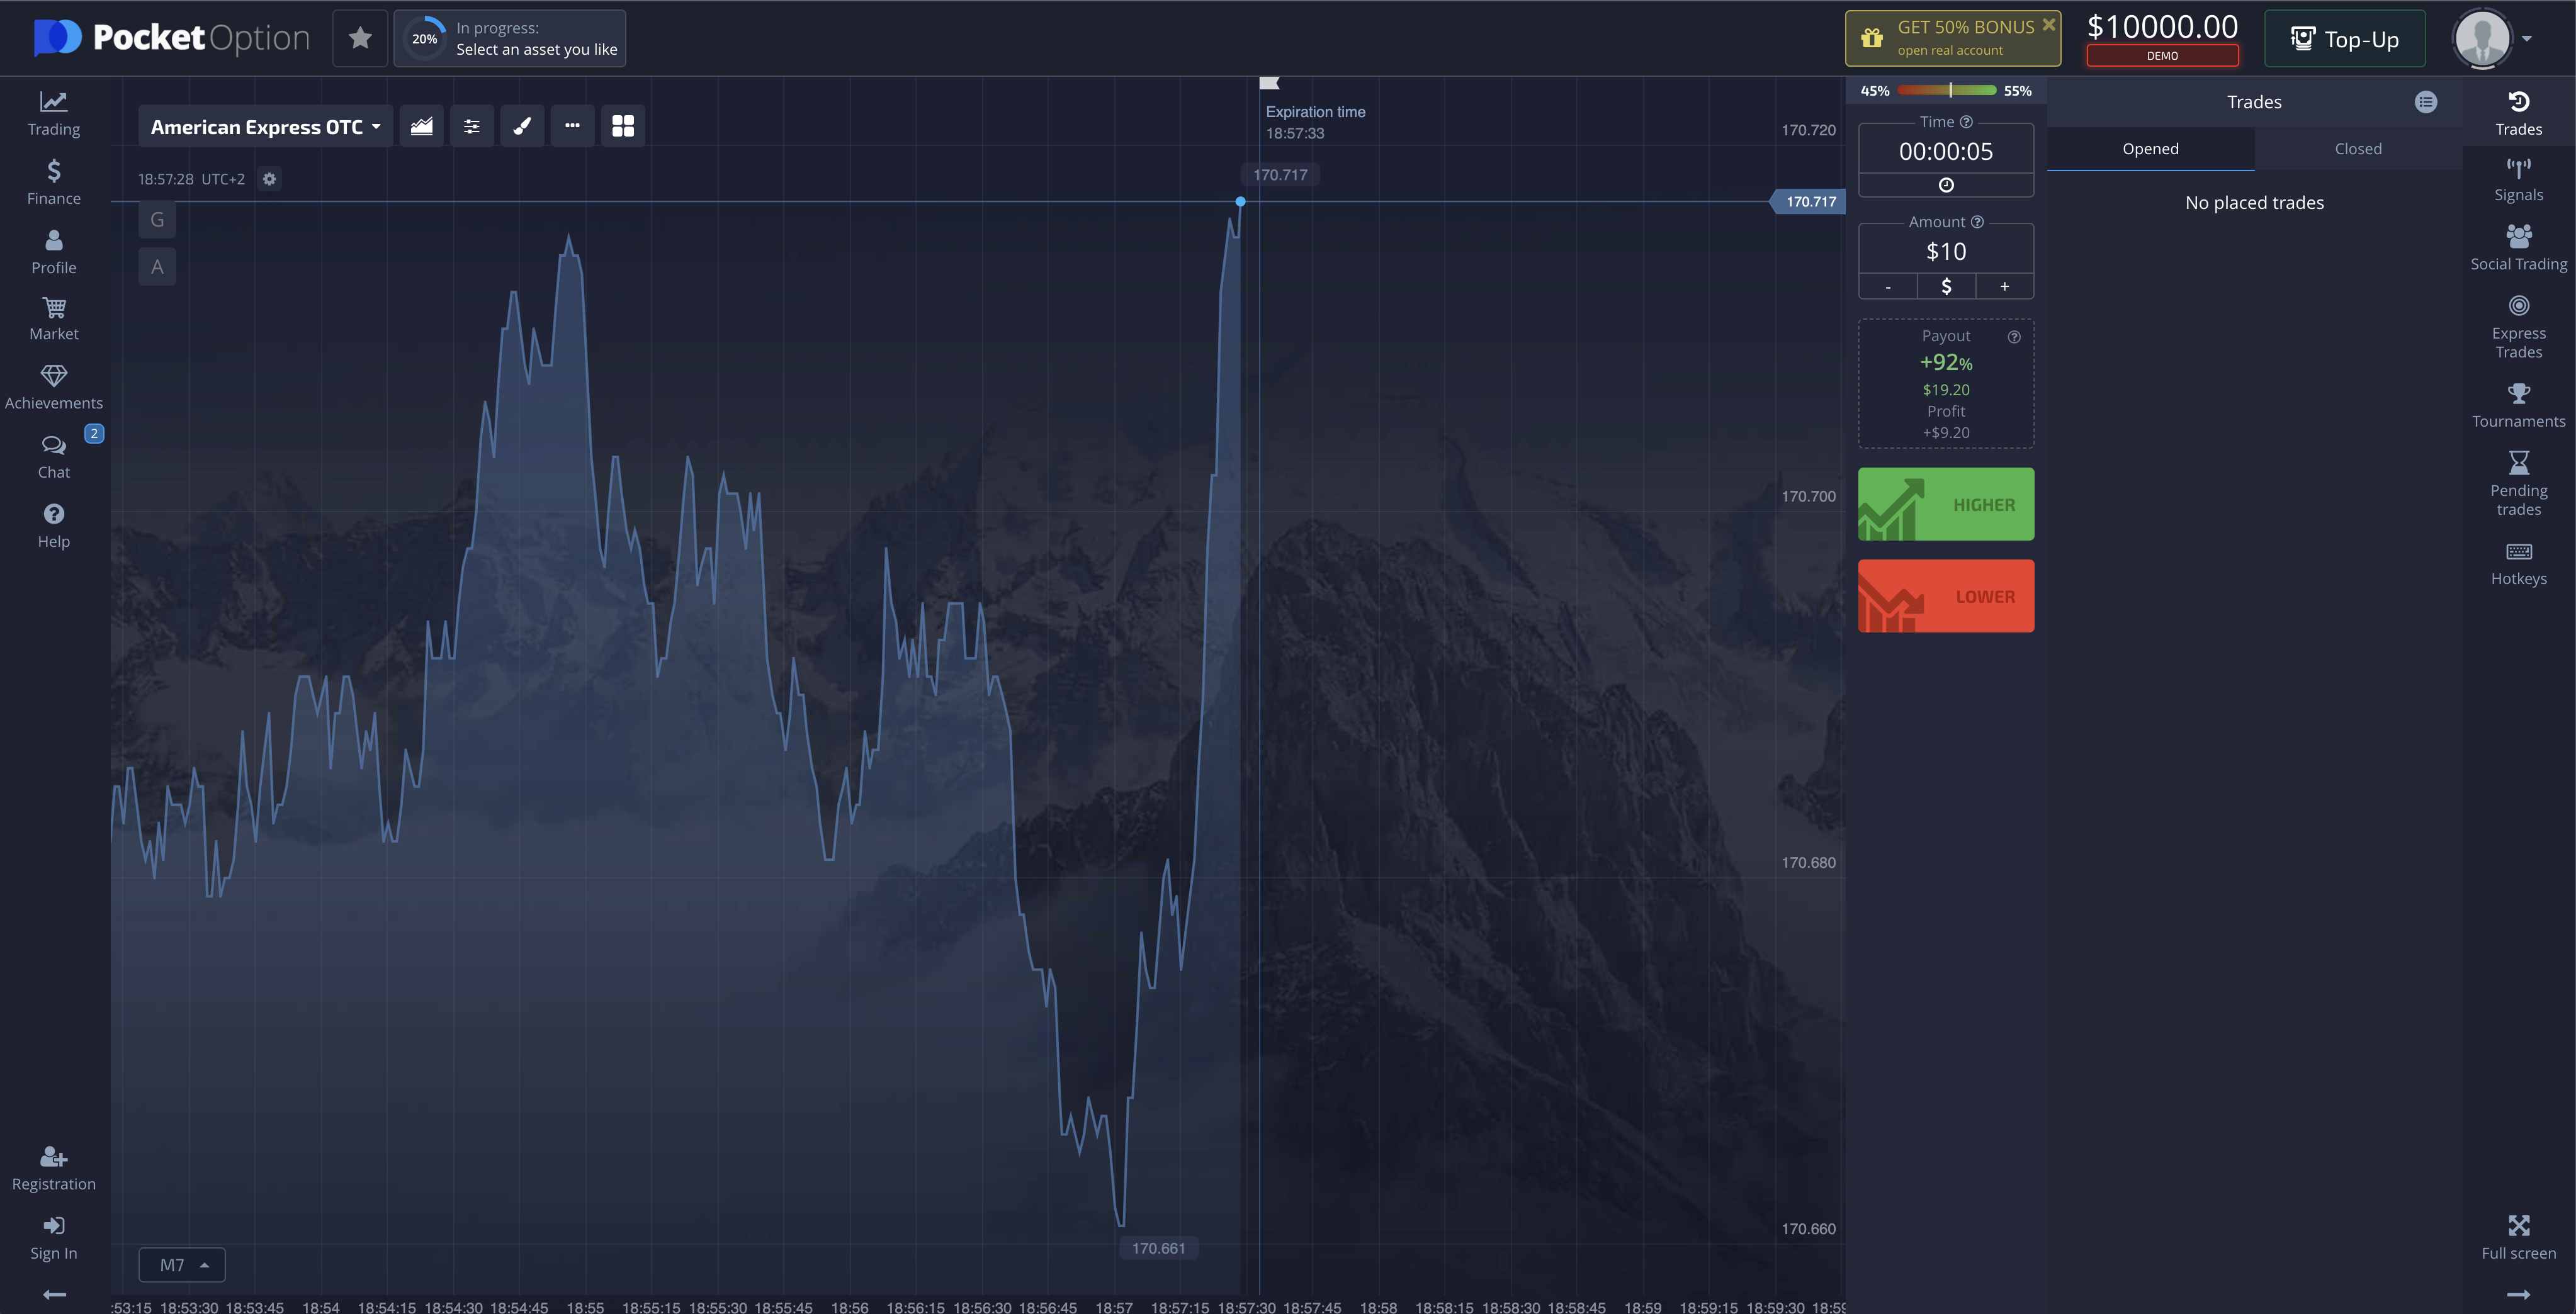 PocketOption
20%
In progress:
Select an asset you like
GET 50% BONUS
open real account
$10000.00
DEMO
Top-Up
Trading
Finance
Profile
Market
Achievements
2
Chat
Help
Registration
Sign In
American Express OTC
18:57:28 UTC+2
G
A
Expiration time
18:57:33
170.717
170.661
M7
170.720
170.717
170.700
170.680
170.660
:53:15 18:53:30 18:53:45 18:54 18:54:15 18:54:30 18:54:45 18:55 18:55:15 18:55:30 18:55:45 18:56 18:56:15 18:56:30 18:56:45 18:57 18:57:15 18:57:30 18:57:45 18:58 18:58:15 18:58:30 18:58:45 18:59 18:59:15 18:59:30 18:59
45%
55%
Time
00:00:05
Amount
$10
- $ +
Payout
+92%
$19.20
Profit
+$9.20
HIGHER
LOWER
Trades
Opened
Closed
No placed trades
Trades
Signals
Social Trading
Express
Trades
Tournaments
Pending
trades
Hotkeys
Full screen